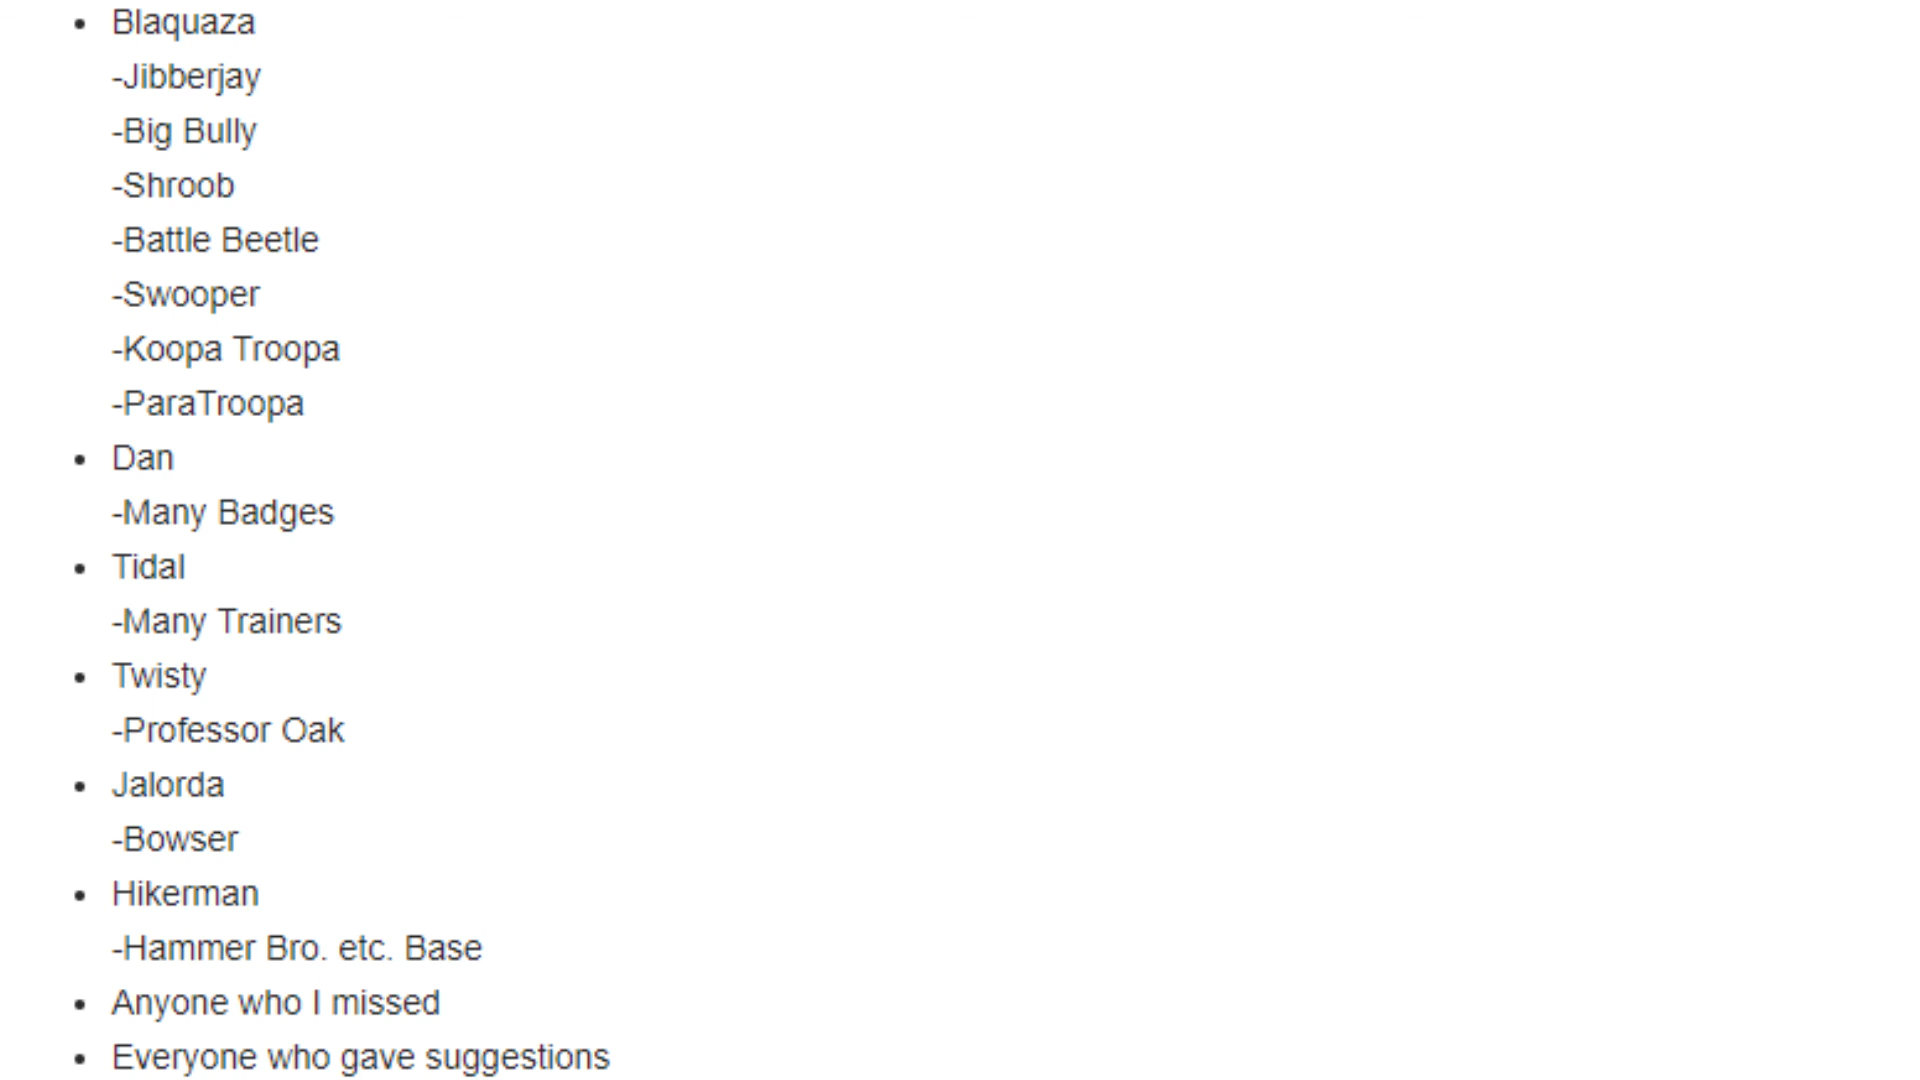 • Blaquaza
-Jibberjay
-Big Bully
-Shroob
-Battle Beetle
-Swooper
-Koopa Troopa
-ParaTroopa
• Dan
-Many Badges
• Tidal
-Many Trainers
• Twisty
-Professor Oak
• Jalorda
-Bowser
• Hikerman
-Hammer Bro. etc. Base
• Anyone who I missed
• Everyone who gave suggestions